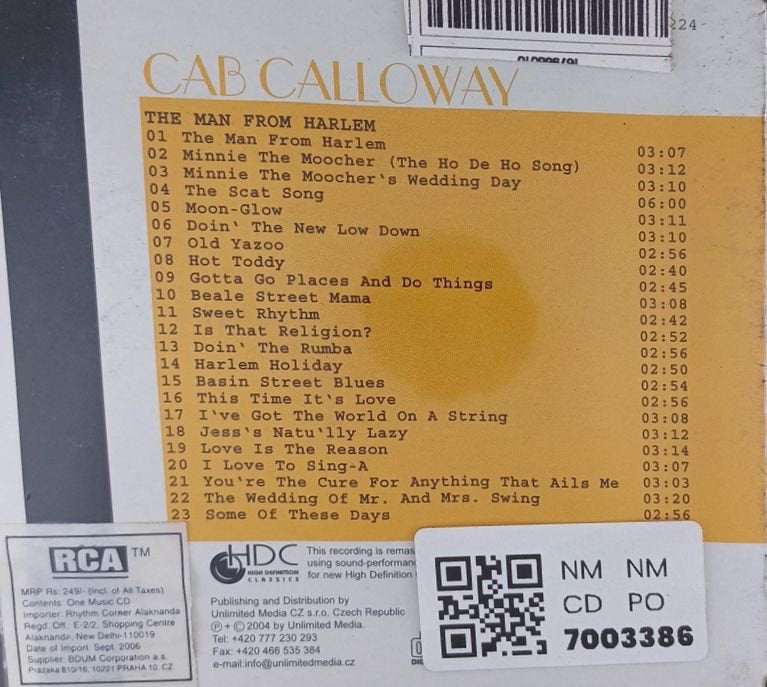 224
CAB CALLOWAY
THE MAN FROM HARLEM
01 The Man From Harlem 03:07
02 Minnie The Moocher (The Ho De Ho Song) 03:12
03 Minnie The Moocher's Wedding Day 03:10
04 The Scat Song 06:00
05 Moon-Glow 03:11
06 Doin' The New Low Down 03:10
07 Old Yazoo 02:56
08 Hot Toddy 02:40
09 Gotta Go Places And Do Things 02:45
10 Beale Street Mama 03:08
11 Sweet Rhythm 02:42
12 Is That Religion? 02:52
13 Doin' The Rumba 02:56
14 Harlem Holiday 02:50
15 Basin Street Blues 02:54
16 This Time It's Love 02:56
17 I've Got The World On A String 03:08
18 Jess's Natu'lly Lazy 03:12
19 Love Is The Reason 03:14
20 I Love To Sing-A 03:07
21 You're The Cure For Anything That Ails Me 03:03
22 The Wedding Of Mr. And Mrs. Swing 03:20
23 Some Of These Days 02:56
RCA TM
MRP Rs: 249/- (Incl. of All Taxes)
Contents: One Music CD
Importer: Rhythm Corner Alaknanda
Regd. Off.: E-2/2, Shopping Centre
Alaknanda, New Delhi-110019
Date of Import: Sept. 2006
Supplier: BDUM Corporation a.s.
Prazaka 810/16, 10221 PRAHA 10, CZ
HDC
HIGH DEFINITION
CLASSICS
This recording is remas
using sound-performan
for new High Definition
Publishing and Distribution by
Unlimited Media CZ s.r.o. Czech Republic
℗ + © 2004 by Unlimited Media.
Tel: +420 777 230 293
Fax: +420 466 535 384
e-mail:info@unlimitedmedia.cz
NM NM
CD PO
7003386